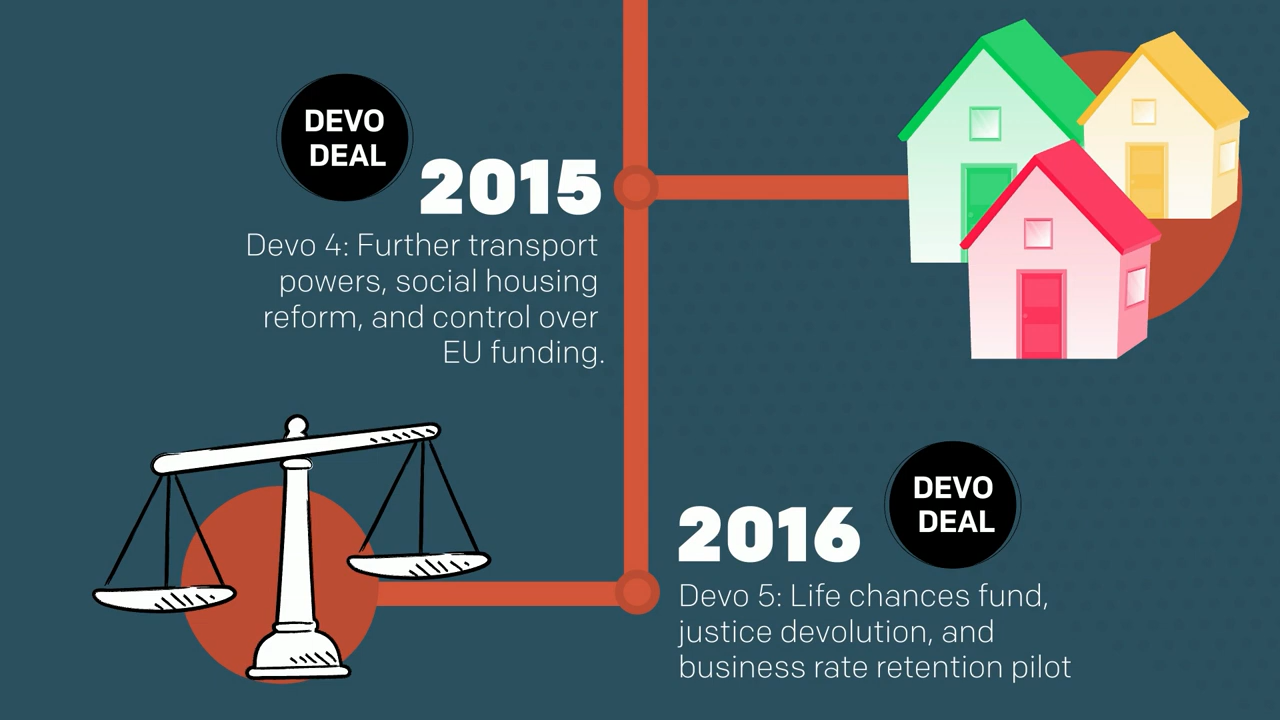 DEVO
DEAL
2015
Devo 4: Further transport
powers, social housing
reform, and control over
EU funding.
2016
DEVO
DEAL
Devo 5: Life chances fund,
justice devolution, and
business rate retention pilot